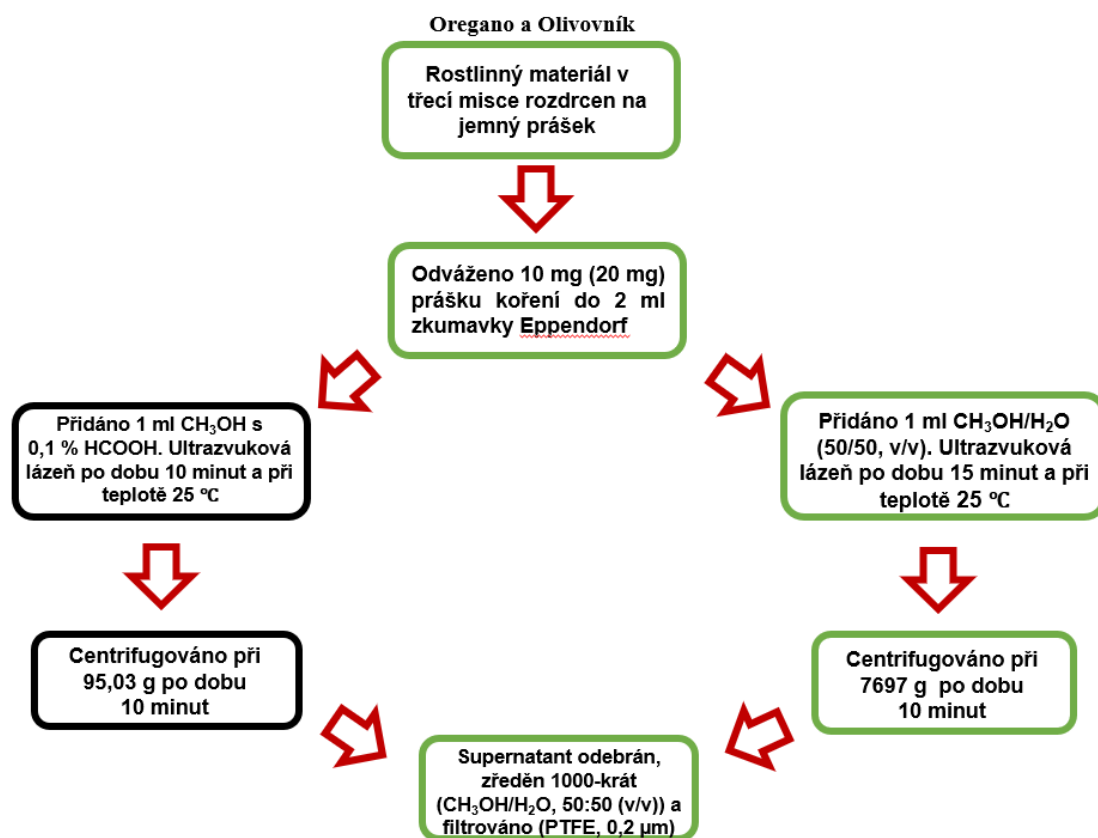 Oregano a Olivovník
Rostlinný materiál v
třecí misce rozdrcen na
jemný prášek
Odváženo 10 mg (20 mg)
prášku koření do 2 ml
zkumavky Eppendorf
Přidáno 1 ml CH₃OH s
0,1 % HCOOH. Ultrazvuková
lázeň po dobu 10 minut a při
teplotě 25 ℃
Přidáno 1 ml CH₃OH/H₂O
(50/50, v/v). Ultrazvuková
lázeň po dobu 15 minut a při
teplotě 25 ℃
Centrifugováno při
95,03 g po dobu
10 minut
Centrifugováno při
7697 g po dobu
10 minut
Supernatant odebrán,
zředěn 1000-krát
(CH₃OH/H₂O, 50:50 (v/v)) a
filtrováno (PTFE, 0,2 µm)